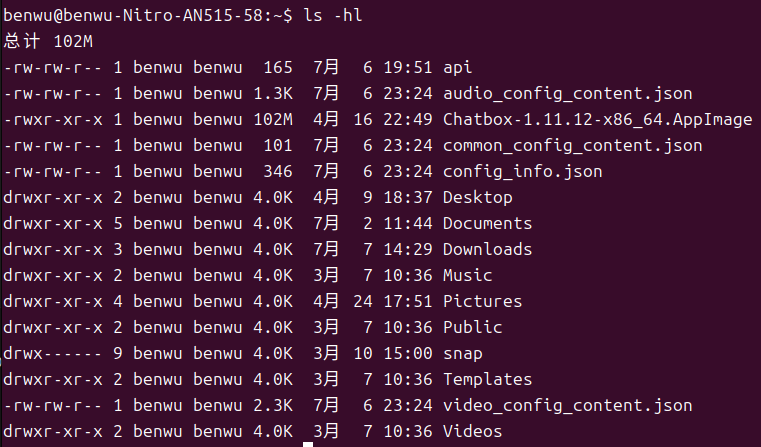 benwu@benwu-Nitro-AN515-58:~$ ls -hl
总计 102M
-rw-rw-r-- 1 benwu benwu  165  7月   6 19:51 api
-rw-rw-r-- 1 benwu benwu 1.3K  7月   6 23:24 audio_config_content.json
-rwxr-xr-x 1 benwu benwu 102M  4月  16 22:49 Chatbox-1.11.12-x86_64.AppImage
-rw-rw-r-- 1 benwu benwu  101  7月   6 23:24 common_config_content.json
-rw-rw-r-- 1 benwu benwu  346  7月   6 23:24 config_info.json
drwxr-xr-x 2 benwu benwu 4.0K  4月   9 18:37 Desktop
drwxr-xr-x 5 benwu benwu 4.0K  7月   2 11:44 Documents
drwxr-xr-x 3 benwu benwu 4.0K  7月   7 14:29 Downloads
drwxr-xr-x 2 benwu benwu 4.0K  3月   7 10:36 Music
drwxr-xr-x 4 benwu benwu 4.0K  4月  24 17:51 Pictures
drwxr-xr-x 2 benwu benwu 4.0K  3月   7 10:36 Public
drwx------ 9 benwu benwu 4.0K  3月  10 15:00 snap
drwxr-xr-x 2 benwu benwu 4.0K  3月   7 10:36 Templates
-rw-rw-r-- 1 benwu benwu 2.3K  7月   6 23:24 video_config_content.json
drwxr-xr-x 2 benwu benwu 4.0K  3月   7 10:36 Videos